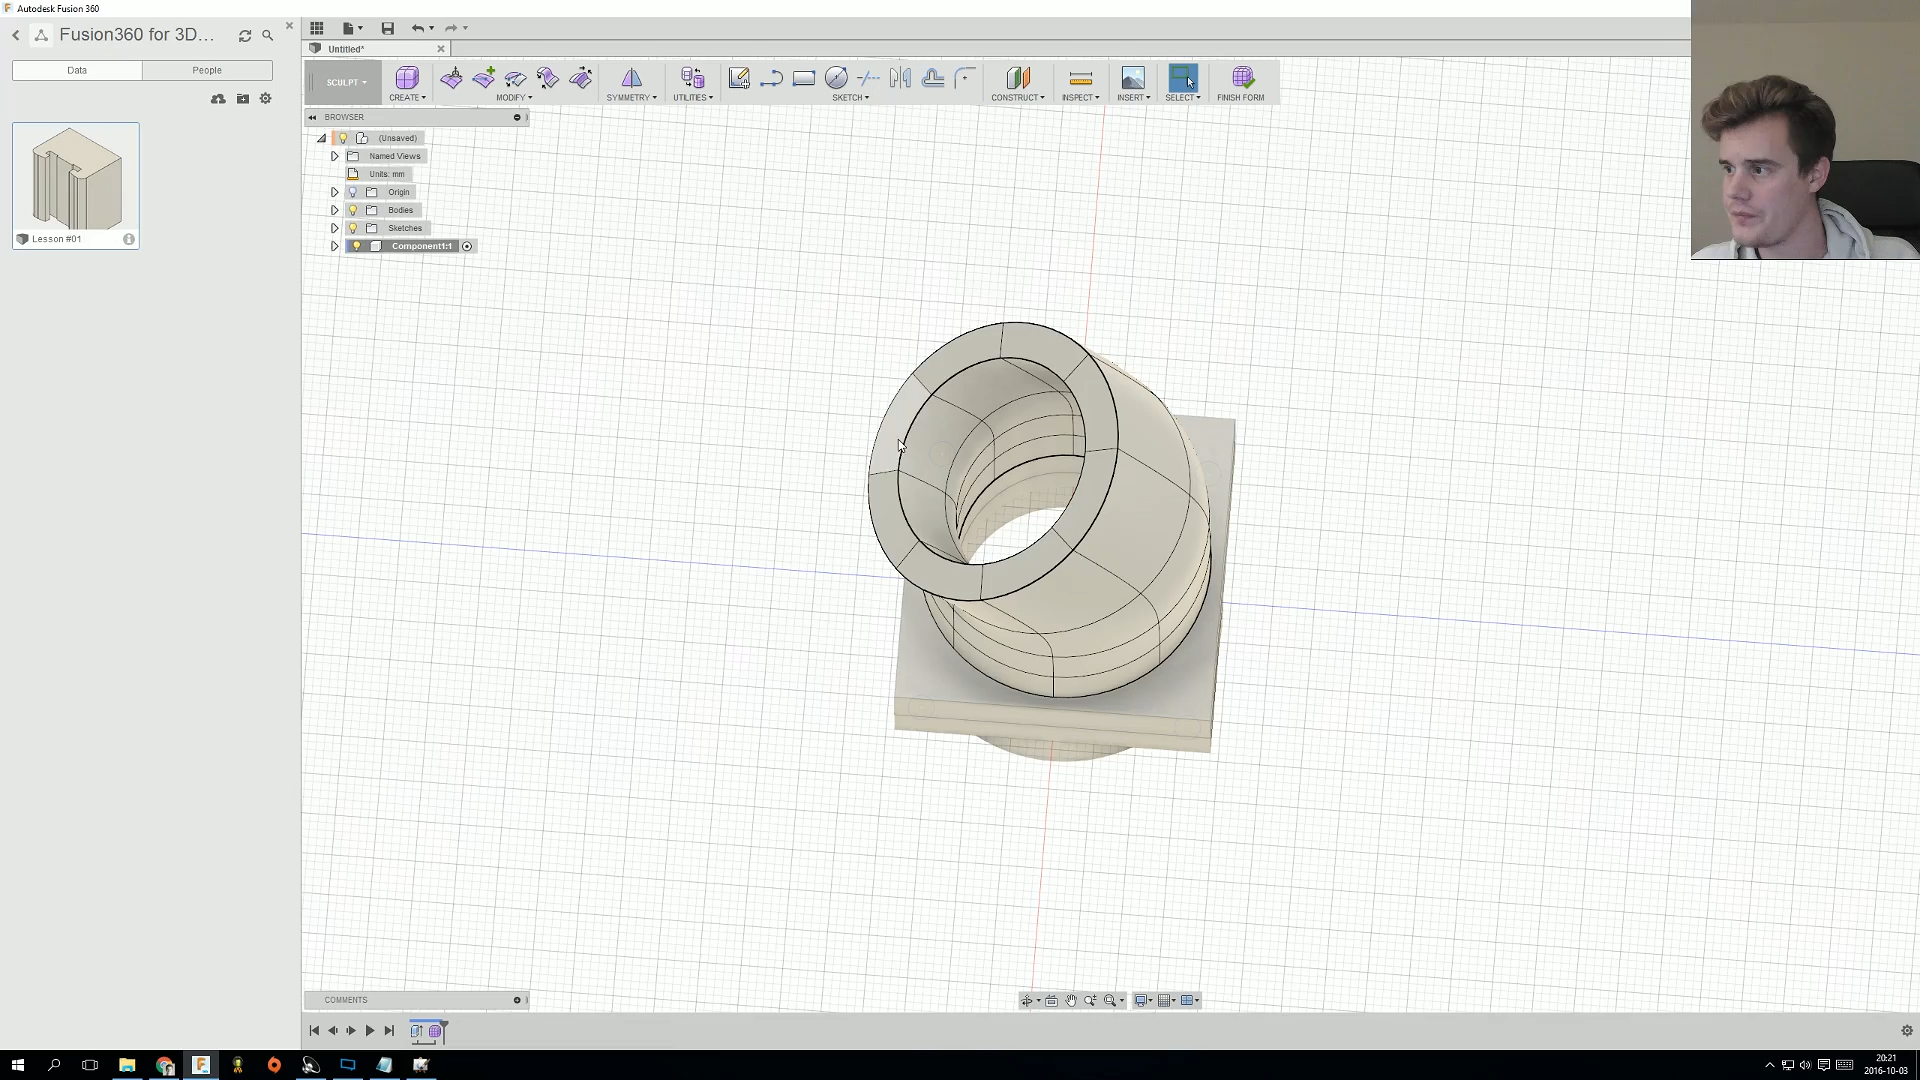 Autodesk Fusion 360
Fusion360 for 3D...
Data
People
Lesson #01
Untitled*
SCULPT
CREATE
MODIFY
SYMMETRY
UTILITIES
SKETCH
CONSTRUCT
INSPECT
INSERT
SELECT
FINISH FORM
BROWSER
(Unsaved)
Named Views
Units: mm
Origin
Bodies
Sketches
Component1:1
COMMENTS
20:21
2016-10-03